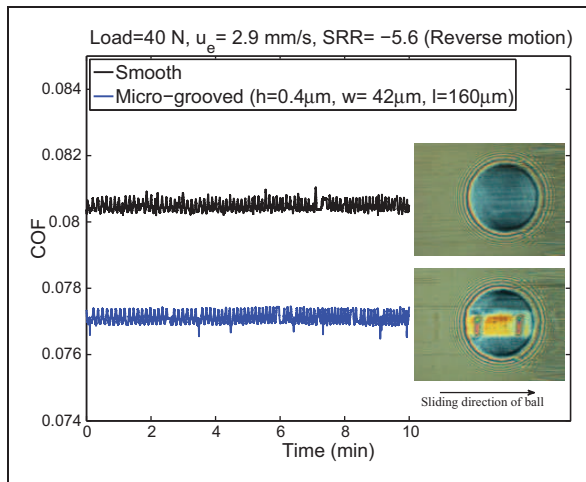 Load=40 N, u_e= 2.9 mm/s, SRR= −5.6 (Reverse motion)
0.084
Smooth
Micro−grooved (h=0.4μm, w= 42μm, l=160μm)
0.082
0.08
0.078
0.076
0.074
COF
0 2 4 6 8 10
Time (min)
Sliding direction of ball